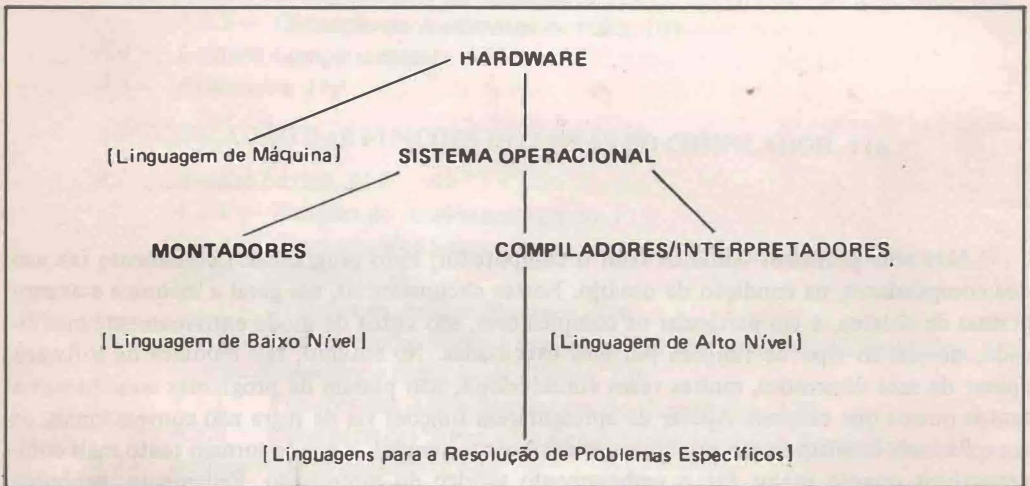 HARDWARE
[Linguagem de Máquina] SISTEMA OPERACIONAL
MONTADORES COMPILADORES/INTERPRETADORES
[Linguagem de Baixo Nível] [Linguagem de Alto Nível]
[Linguagens para a Resolução de Problemas Específicos]